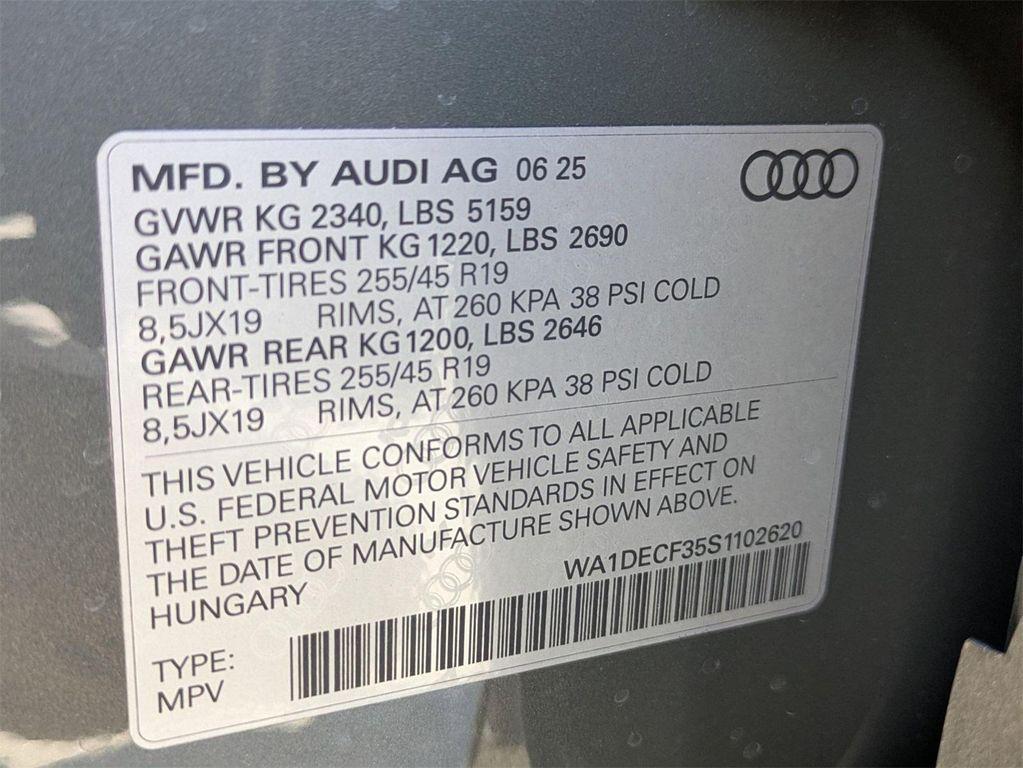 MFD. BY AUDI AG 06 25
GVWR KG 2340, LBS 5159
GAWR FRONT KG 1220, LBS 2690
FRONT-TIRES 255/45 R19
8,5JX19 RIMS, AT 260 KPA 38 PSI COLD
GAWR REAR KG 1200, LBS 2646
REAR-TIRES 255/45 R19
8,5JX19 RIMS, AT 260 KPA 38 PSI COLD
THIS VEHICLE CONFORMS TO ALL APPLICABLE
U.S. FEDERAL MOTOR VEHICLE SAFETY AND
THEFT PREVENTION STANDARDS IN EFFECT ON
THE DATE OF MANUFACTURE SHOWN ABOVE.
HUNGARY
WA1DECF35S1102620
TYPE:
MPV